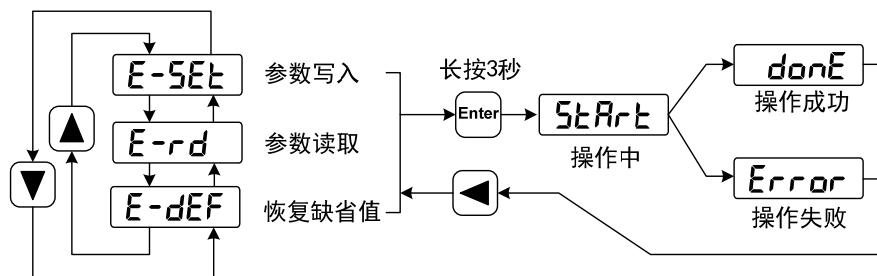 E-SEt 参数写入
E-rd 参数读取
E-dEF 恢复缺省值
长按3秒
Enter
StArt
操作中
donE
操作成功
Error
操作失败